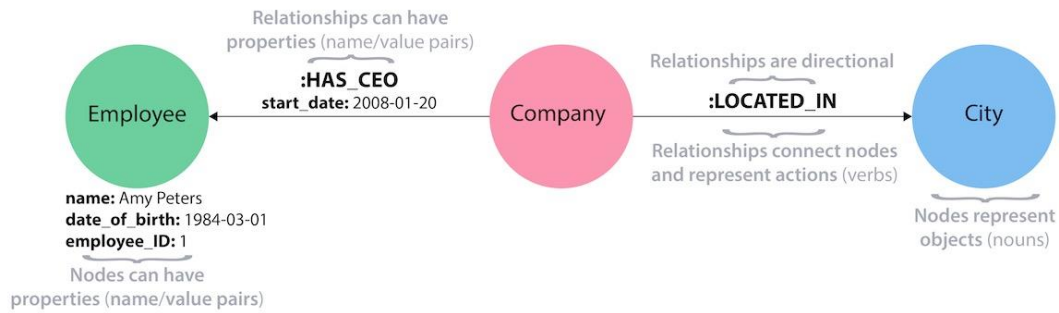 Relationships can have
properties (name/value pairs)
:HAS_CEO
start_date: 2008-01-20
Employee
name: Amy Peters
date_of_birth: 1984-03-01
employee_ID: 1
Nodes can have
properties (name/value pairs)
Company
Relationships are directional
:LOCATED_IN
Relationships connect nodes
and represent actions (verbs)
City
Nodes represent
objects (nouns)